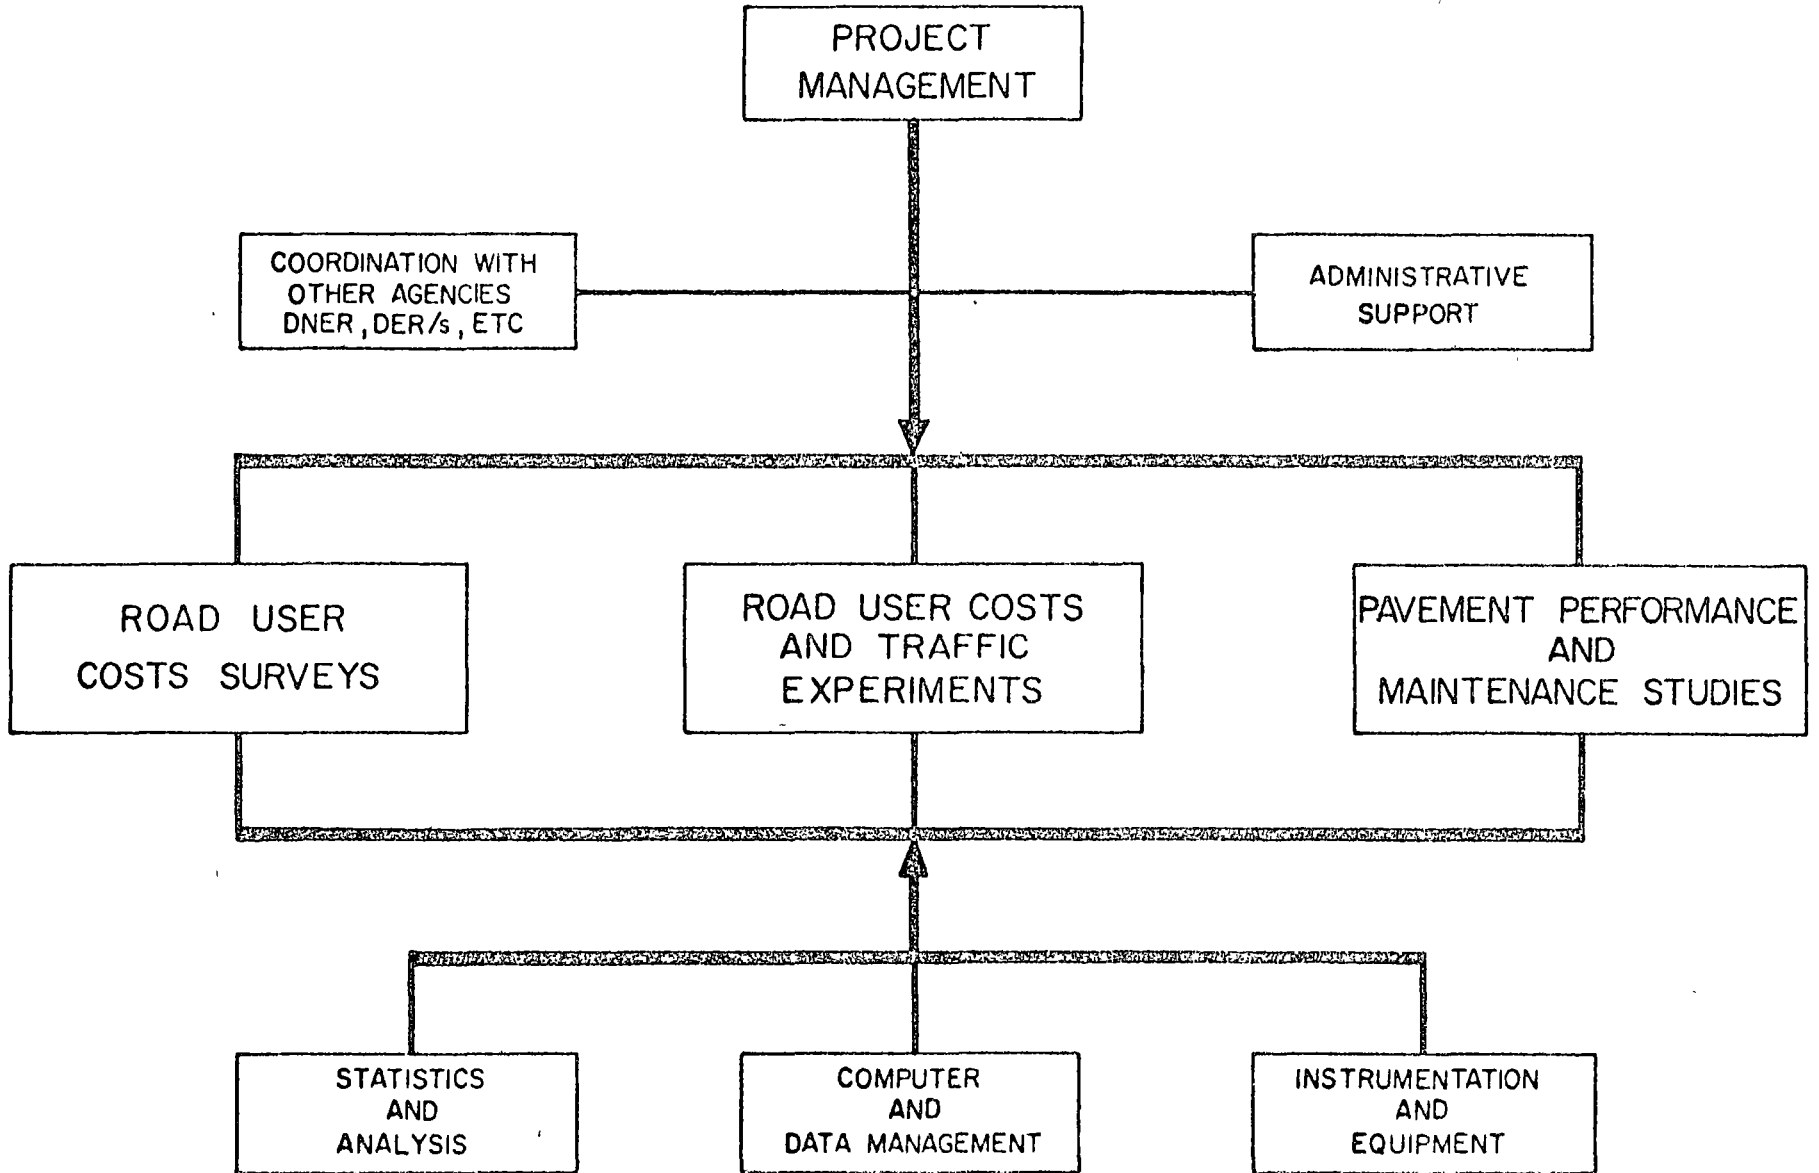 PROJECT
MANAGEMENT
COORDINATION WITH
OTHER AGENCIES
DNER, DER/s, ETC
ADMINISTRATIVE
SUPPORT
ROAD USER
COSTS SURVEYS
ROAD USER COSTS
AND TRAFFIC
EXPERIMENTS
PAVEMENT PERFORMANCE
AND
MAINTENANCE STUDIES
STATISTICS
AND
ANALYSIS
COMPUTER
AND
DATA MANAGEMENT
INSTRUMENTATION
AND
EQUIPMENT